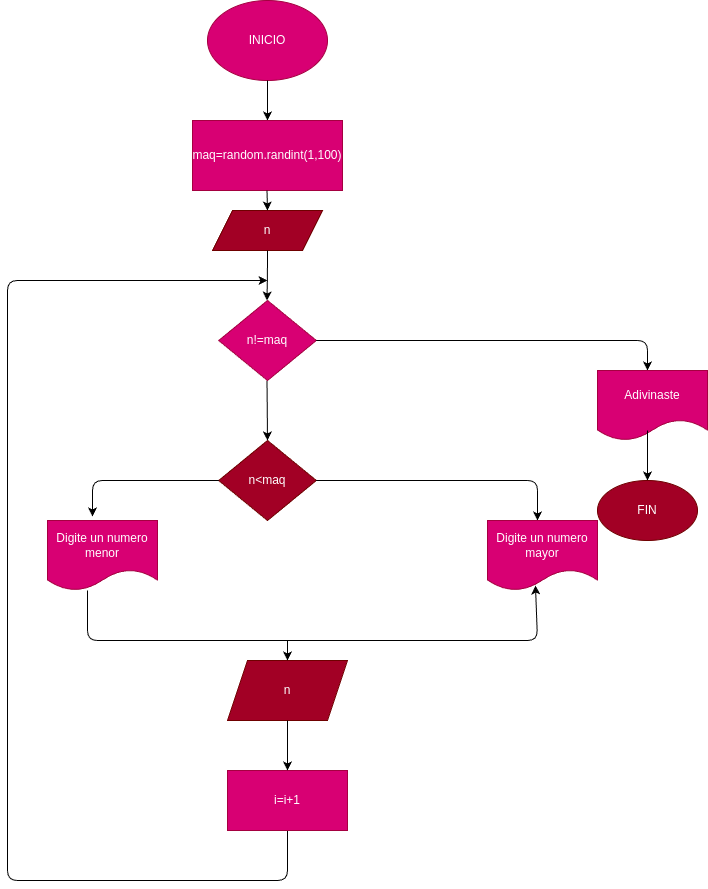 INICIO
maq=random.randint(1,100)
n
n!=maq
Adivinaste
n<maq
FIN
Digite un numero
menor
Digite un numero
mayor
n
i=i+1